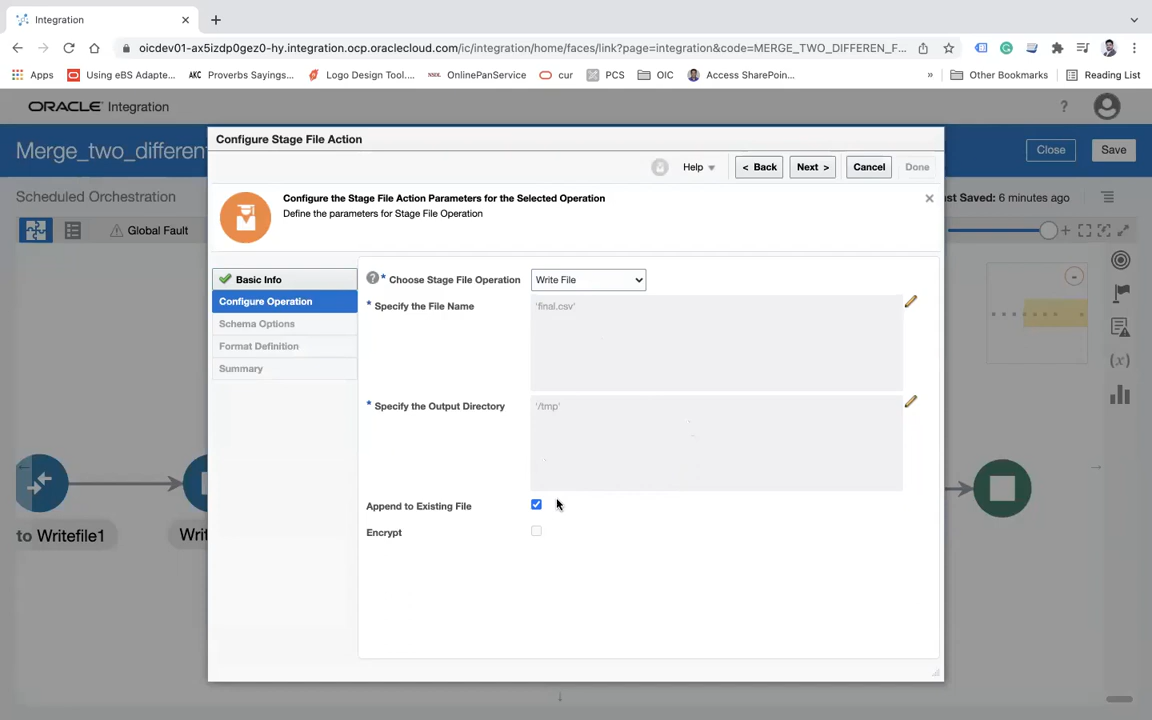 Integration
oicdev01-ax5izdp0gez0-hy.integration.ocp.oraclecloud.com/ic/integration/home/faces/link?page=integration&code=MERGE_TWO_DIFFEREN_F...
Apps
Using eBS Adapte...
AKC Proverbs Sayings...
Logo Design Tool....
OnlinePanService
cur
PCS
OIC
Access SharePoin...
»
Other Bookmarks
Reading List
ORACLE Integration
?
Merge_two_different
Close
Save
Scheduled Orchestration
st Saved: 6 minutes ago
Global Fault
Configure Stage File Action
Help
< Back
Next >
Cancel
Done
Configure the Stage File Action Parameters for the Selected Operation
Define the parameters for Stage File Operation
Basic Info
Configure Operation
Schema Options
Format Definition
Summary
* Choose Stage File Operation
Write File
* Specify the File Name
'final.csv'
* Specify the Output Directory
'/tmp'
Append to Existing File
Encrypt
to Writefile1
Writ
(x)